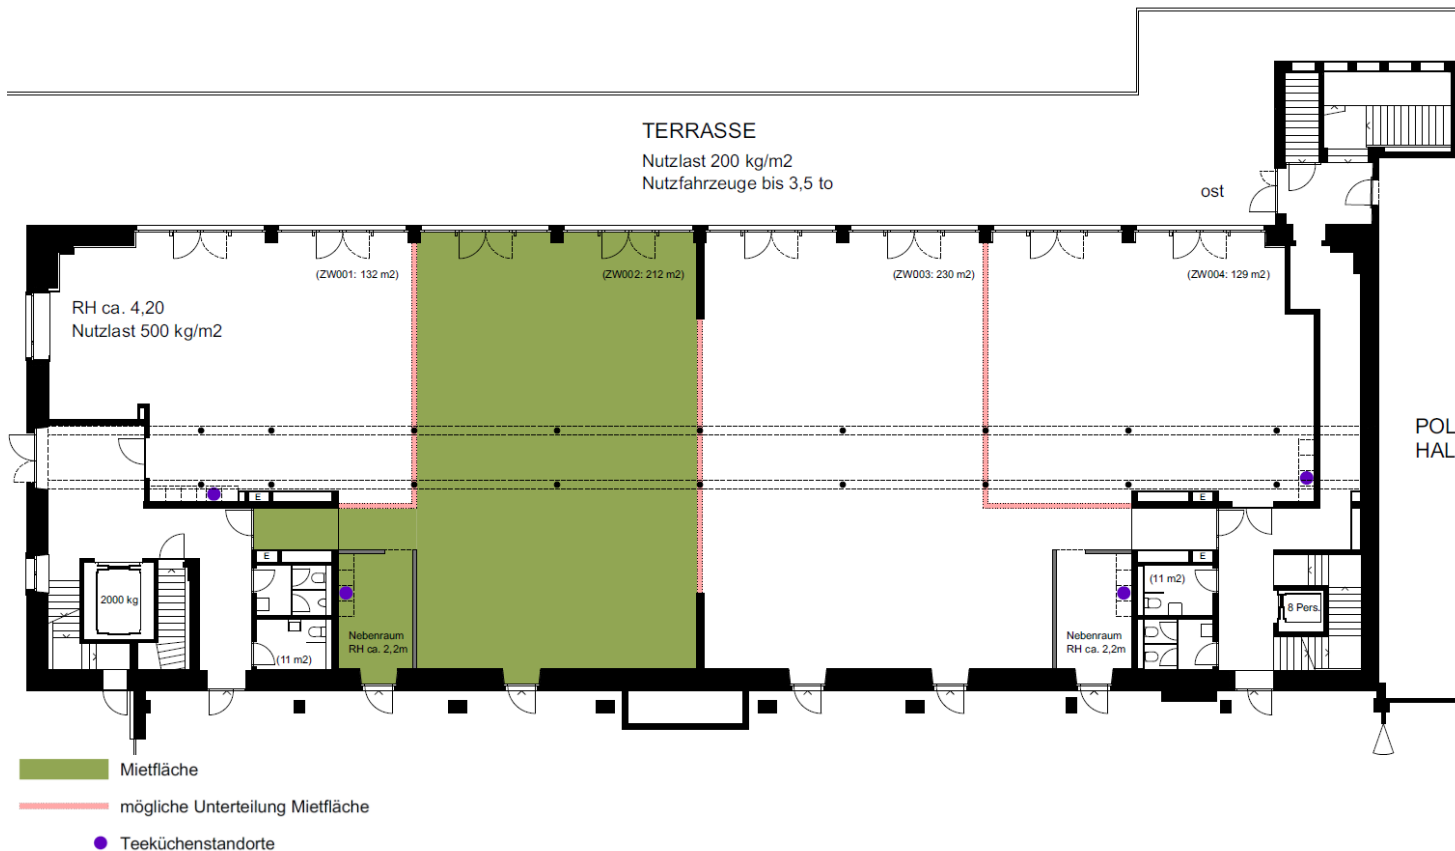 TERRASSE
Nutzlast 200 kg/m2
Nutzfahrzeuge bis 3,5 to
ost
(ZW001: 132 m2)
(ZW002: 212 m2)
(ZW003: 230 m2)
(ZW004: 129 m2)
RH ca. 4,20
Nutzlast 500 kg/m2
POL
HAL
E
E
E
E
2000 kg
(11 m2)
8 Pers.
Nebenraum
RH ca. 2,2m
Nebenraum
RH ca. 2,2m
(11 m2)
Mietfläche
mögliche Unterteilung Mietfläche
Teeküchenstandorte